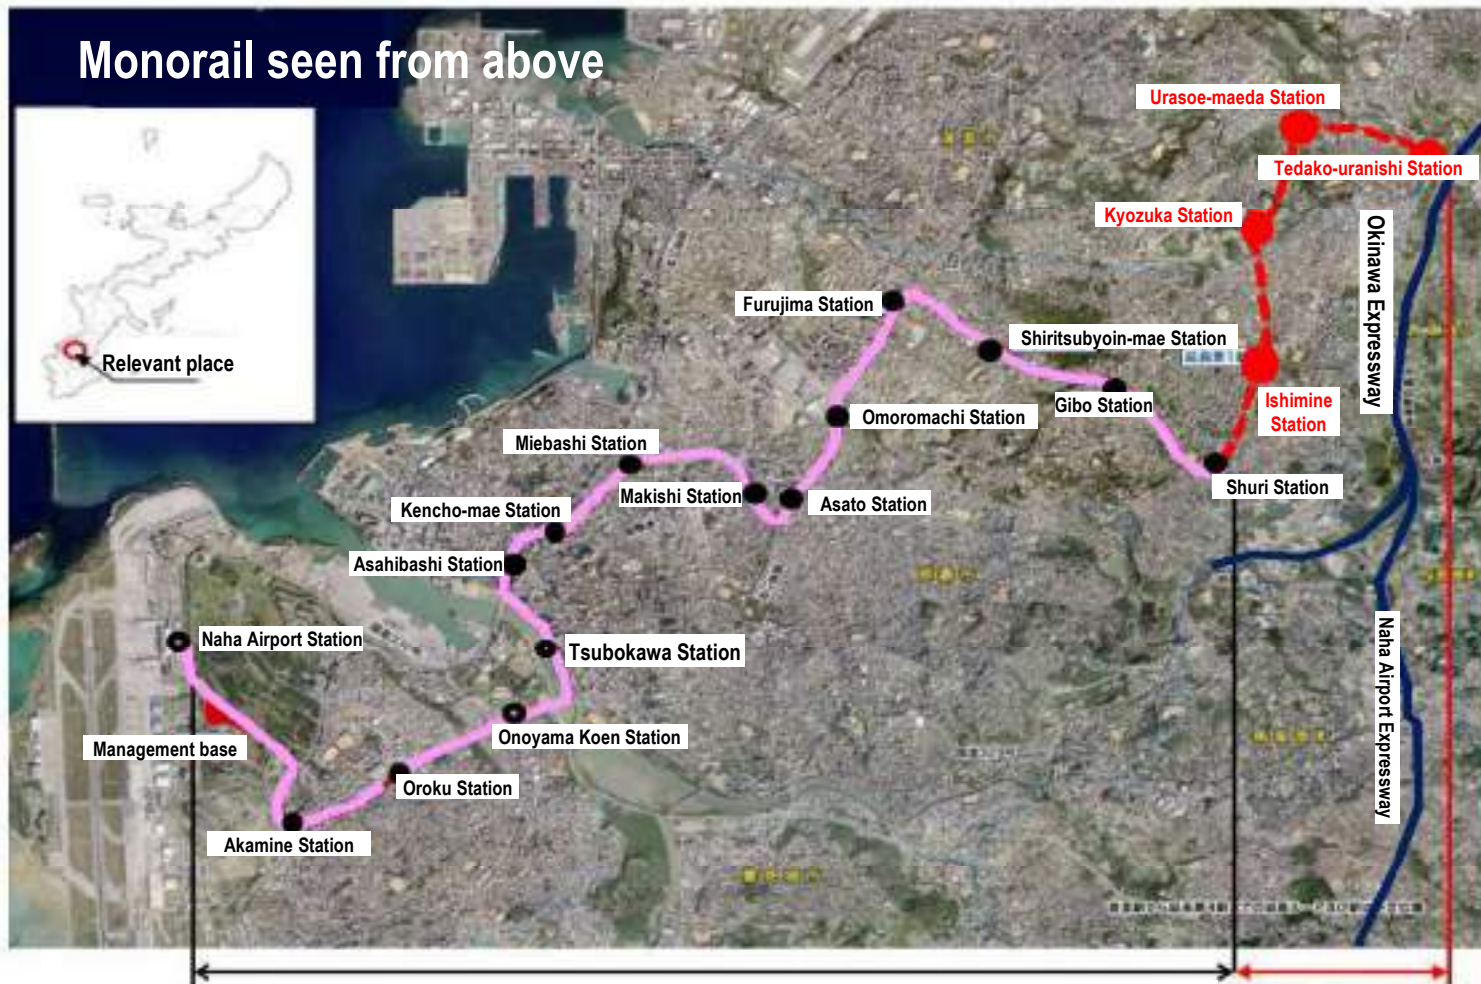 Monorail seen from above
Urasoe-maeda Station
Tedako-uranishi Station
Kyozuka Station
Okinawa Expressway
Relevant place
Furujima Station
Shiritsubyoin-mae Station
Ishimine
Station
Gibo Station
Omoromachi Station
Miebashi Station
Makishi Station
Asato Station
Shuri Station
Kencho-mae Station
Asahibashi Station
Naha Airport Station
Tsubokawa Station
Naha Airport Expressway
Onoyama Koen Station
Management base
Oroku Station
Akamine Station